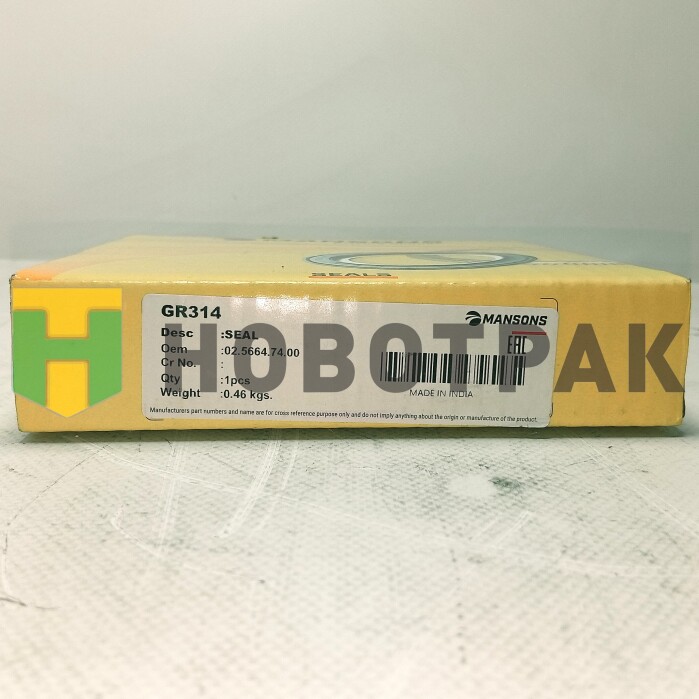 SEALS
GR314
MANSONS
Desc :SEAL
EAC
Oem :02.5664.74.00
Cr No. :
Qty :1pcs
Weight :0.46 kgs.
MADE IN INDIA
Manufacturers part numbers and name are for cross reference purpose only and do not imply anything about the origin or manufacture of the product.
НОВОТРАК